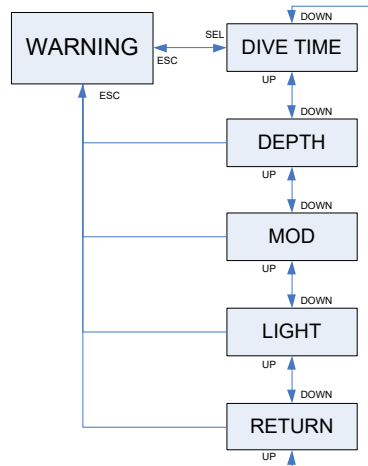 DOWN
WARNING
SEL
DIVE TIME
ESC
UP
ESC
DOWN
DEPTH
UP
DOWN
MOD
UP
DOWN
LIGHT
UP
DOWN
RETURN
UP